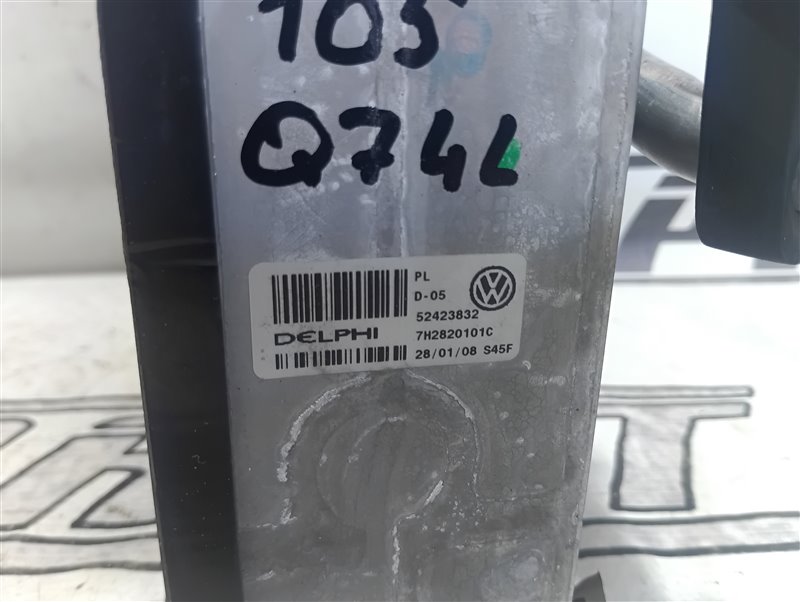 105
Q74L
PL
D-05
52423832
DELPHI 7H2820101C
28/01/08 S45F